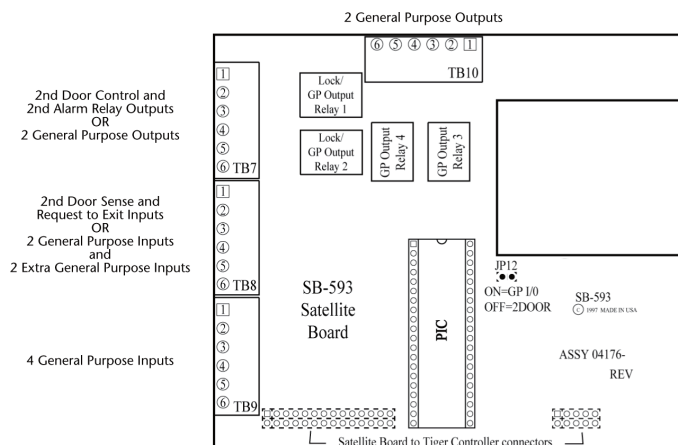 2 General Purpose Outputs
⑥ ⑤ ④ ③ ② 1
TB10
2nd Door Control and
2nd Alarm Relay Outputs
OR
2 General Purpose Outputs
1
②
③
④
⑤
⑥ TB7
Lock/
GP Output
Relay 1
Lock/
GP Output
Relay 2
GP Output
Relay 4
GP Output
Relay 3
2nd Door Sense and
Request to Exit Inputs
OR
2 General Purpose Inputs
and
2 Extra General Purpose Inputs
1
②
③
④
⑤
⑥ TB8
4 General Purpose Inputs
1
②
③
④
⑤
⑥ TB9
SB-593
Satellite
Board
PIC
JP12
ON=GP I/0
OFF=2DOOR
SB-593
© 1997 MADE IN USA
ASSY 04176-
REV
Satellite Board to Tiger Controller connectors